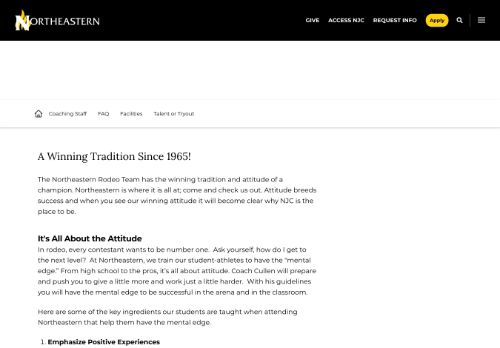 NORTHEASTERN
GIVE ACCESS NJC REQUEST INFO Apply
Coaching Staff FAQ Facilities Talent or Tryout
A Winning Tradition Since 1965!
The Northeastern Rodeo Team has the winning tradition and attitude of a
champion. Northeastern is where it is all at; come and check us out. Attitude breeds
success and when you see our winning attitude it will become clear why NJC is the
place to be.
It's All About the Attitude
In rodeo, every contestant wants to be number one. Ask yourself, how do I get to
the next level? At Northeastern, we train our student-athletes to have the "mental
edge." From high school to the pros, it's all about attitude. Coach Cullen will prepare
and push you to give a little more and work just a little harder. With his guidelines
you will have the mental edge to be successful in the arena and in the classroom.
Here are some of the key ingredients our students are taught when attending
Northeastern that help them have the mental edge.
1. Emphasize Positive Experiences